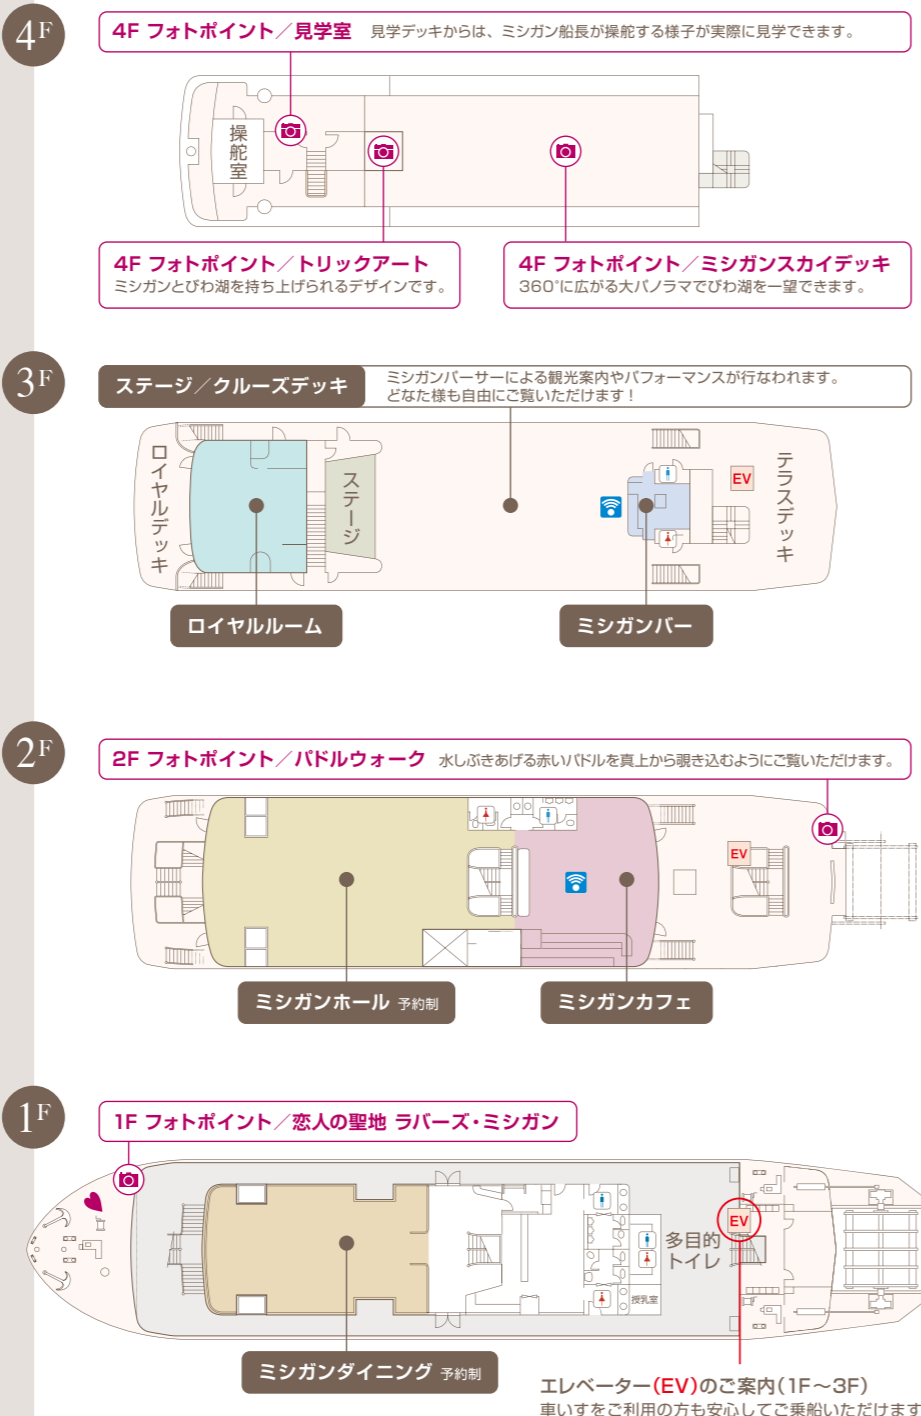 4F
4F フォトポイント／見学室 見学デッキからは、ミシガン船長が操舵する様子が実際に見学できます。
操舵室
4F フォトポイント／トリックアート
ミシガンとびわ湖を持ち上げられるデザインです。
4F フォトポイント／ミシガンスカイデッキ
360°に広がる大パノラマでびわ湖を一望できます。
3F
ステージ／クルーズデッキ
ミシガンパーサーによる観光案内やパフォーマンスが行なわれます。
どなた様も自由にご覧いただけます！
ロイヤルデッキ
ステージ
EV
テラスデッキ
ロイヤルルーム
ミシガンバー
2F
2F フォトポイント／パドルウォーク 水しぶきあげる赤いパドルを真上から覗き込むようにご覧いただけます。
EV
ミシガンホール 予約制
ミシガンカフェ
1F
1F フォトポイント／恋人の聖地 ラバーズ・ミシガン
EV
多目的
トイレ
授乳室
ミシガンダイニング 予約制
エレベーター(EV)のご案内(1F～3F)
車いすをご利用の方も安心してご乗船いただけます